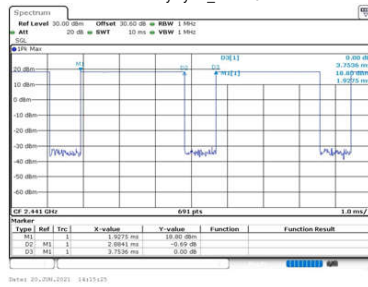 Spectrum
Ref Level 30.00 dBm Offset 30.60 dB RBW 1 MHz
Att 20 dB SWT 10 ms VBW 1 MHz
SGL
1Pk Max
D3[1] 0.00 dB
3.7536 ms
M1[1] 18.80 dBm
1.9275 ms
M1 D2 D3
20 dBm
10 dBm
0 dBm
-10 dBm
-20 dBm
-30 dBm
-40 dBm
-50 dBm
-60 dBm
CF 2.441 GHz 691 pts 1.0 ms/
Marker
Type Ref Trc X-value Y-value Function Function Result
M1 1 1.9275 ms 18.80 dBm
D2 M1 1 2.8841 ms -0.69 dB
D3 M1 1 3.7536 ms 0.00 dB
Date: 20.JUN.2021 14:15:25